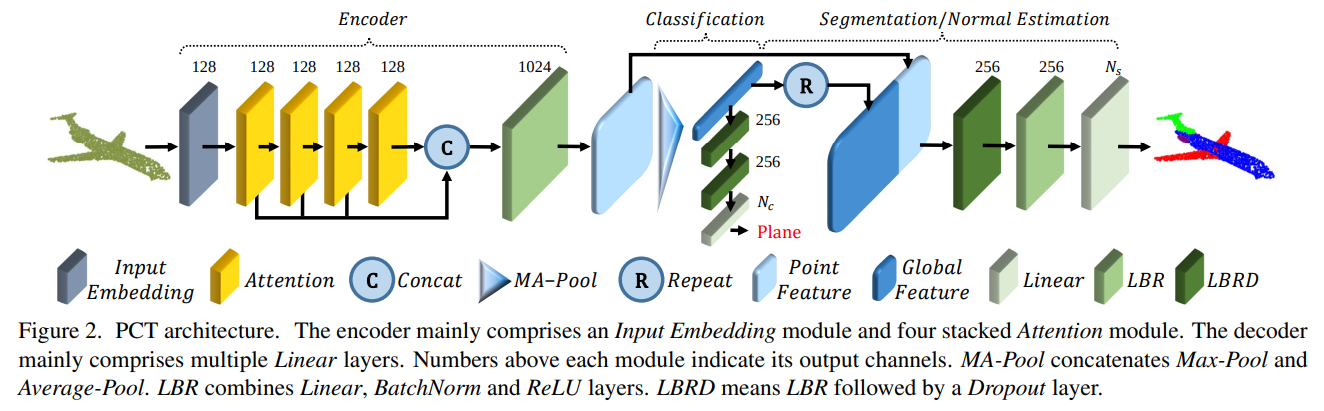 Encoder
Classification
Segmentation/Normal Estimation
128
128
128
128
128
1024
C
R
256
256
N_c
Plane
256
256
N_s
Input Embedding
Attention
C Concat
MA−Pool
R Repeat
Point Feature
Global Feature
Linear
LBR
LBRD
Figure 2. PCT architecture. The encoder mainly comprises an Input Embedding module and four stacked Attention module. The decoder
mainly comprises multiple Linear layers. Numbers above each module indicate its output channels. MA-Pool concatenates Max-Pool and
Average-Pool. LBR combines Linear, BatchNorm and ReLU layers. LBRD means LBR followed by a Dropout layer.